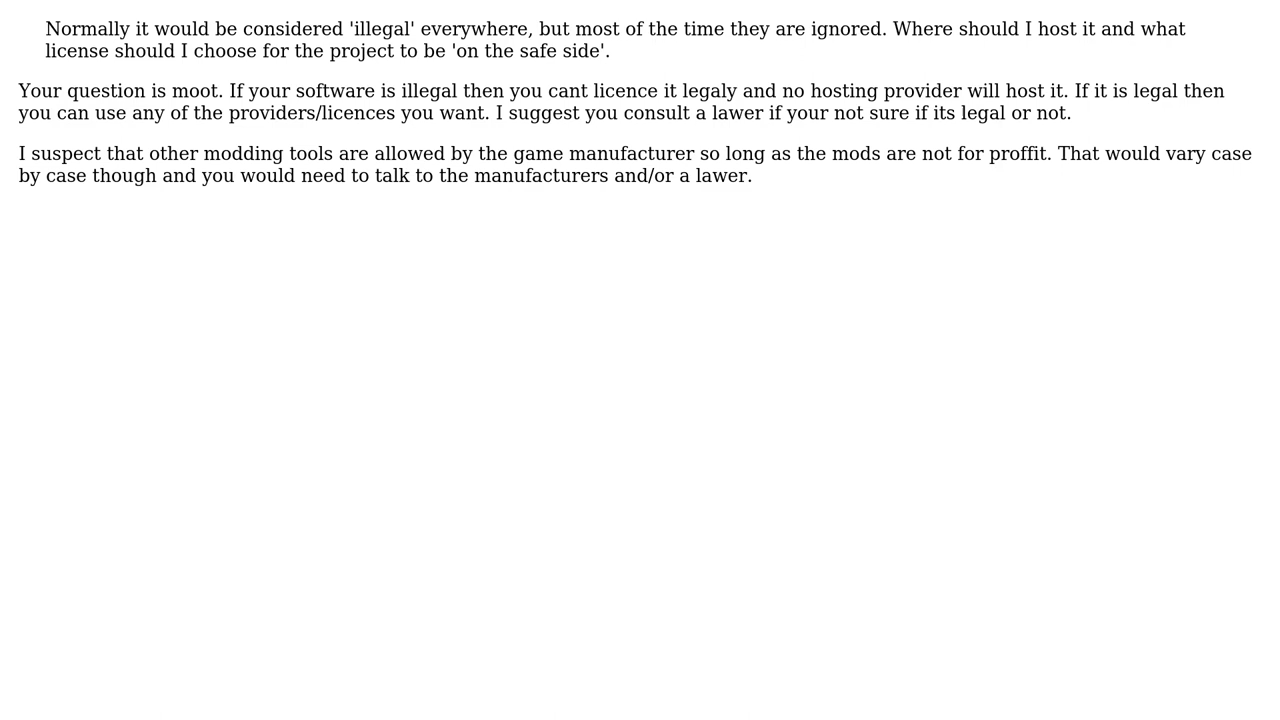 Normally it would be considered 'illegal' everywhere, but most of the time they are ignored. Where should I host it and what
license should I choose for the project to be 'on the safe side'.
Your question is moot. If your software is illegal then you cant licence it legaly and no hosting provider will host it. If it is legal then
you can use any of the providers/licences you want. I suggest you consult a lawer if your not sure if its legal or not.
I suspect that other modding tools are allowed by the game manufacturer so long as the mods are not for proffit. That would vary case
by case though and you would need to talk to the manufacturers and/or a lawer.